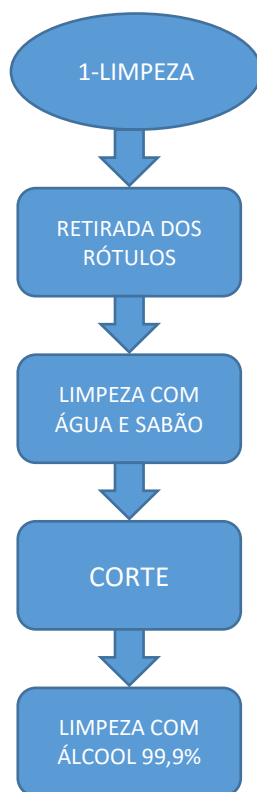 1-LIMPEZA
RETIRADA DOS
RÓTULOS
LIMPEZA COM
ÁGUA E SABÃO
CORTE
LIMPEZA COM
ÁLCOOL 99,9%